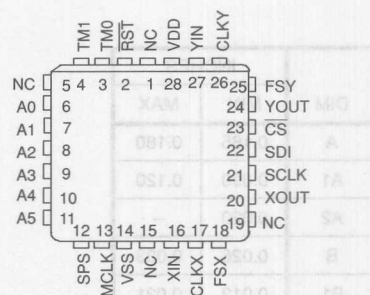 TM1 TM0 RST NC VDD YIN CLKY
4 3 2 1 28 27 26
NC 5 25 FSY
A0 6 24 YOUT
A1 7 23 CS
A2 8 22 SDI
A3 9 21 SCLK
A4 10 20 XOUT
A5 11 19 NC
12 13 14 15 16 17 18
SPS MCLK VSS NC XIN CLKX FSX